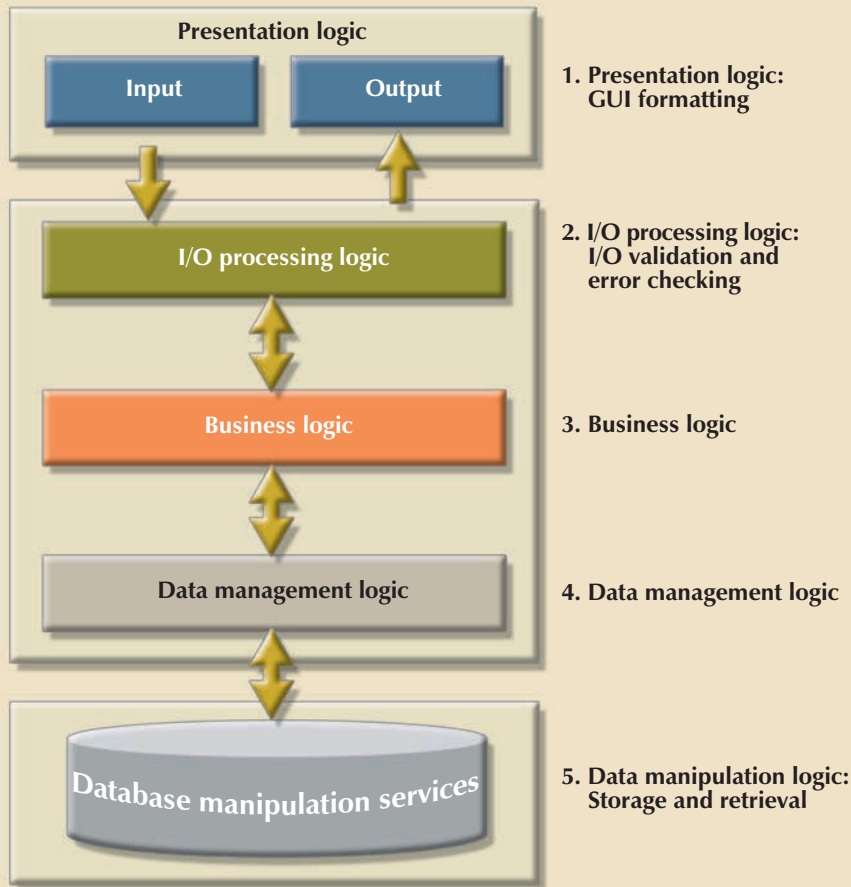 Presentation logic
Input
Output
1. Presentation logic:
GUI formatting
I/O processing logic
2. I/O processing logic:
I/O validation and
error checking
Business logic
3. Business logic
Data management logic
4. Data management logic
Database manipulation services
5. Data manipulation logic:
Storage and retrieval